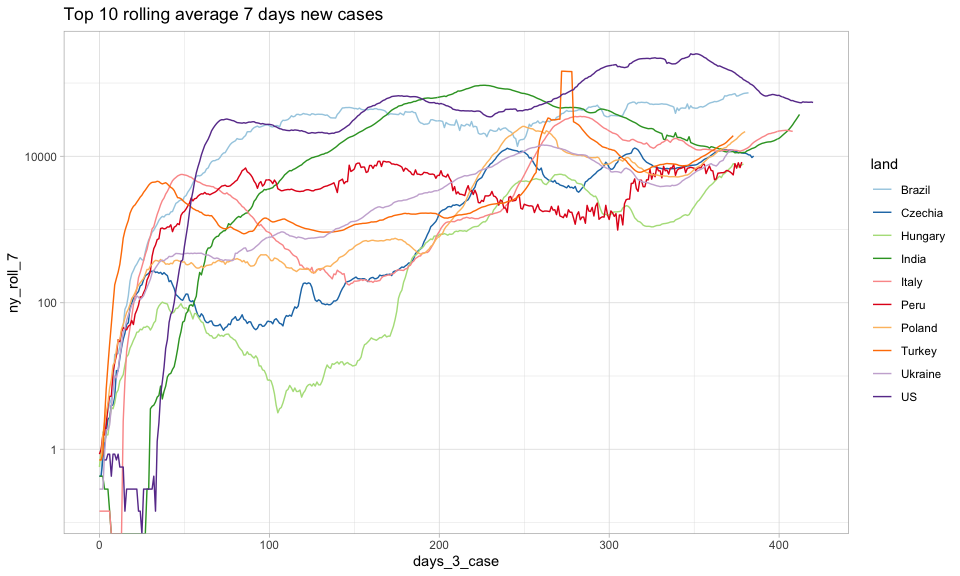 Top 10 rolling average 7 days new cases
ny_roll_7
10000
100
1
0
100
200
300
400
days_3_case
land
Brazil
Czechia
Hungary
India
Italy
Peru
Poland
Turkey
Ukraine
US